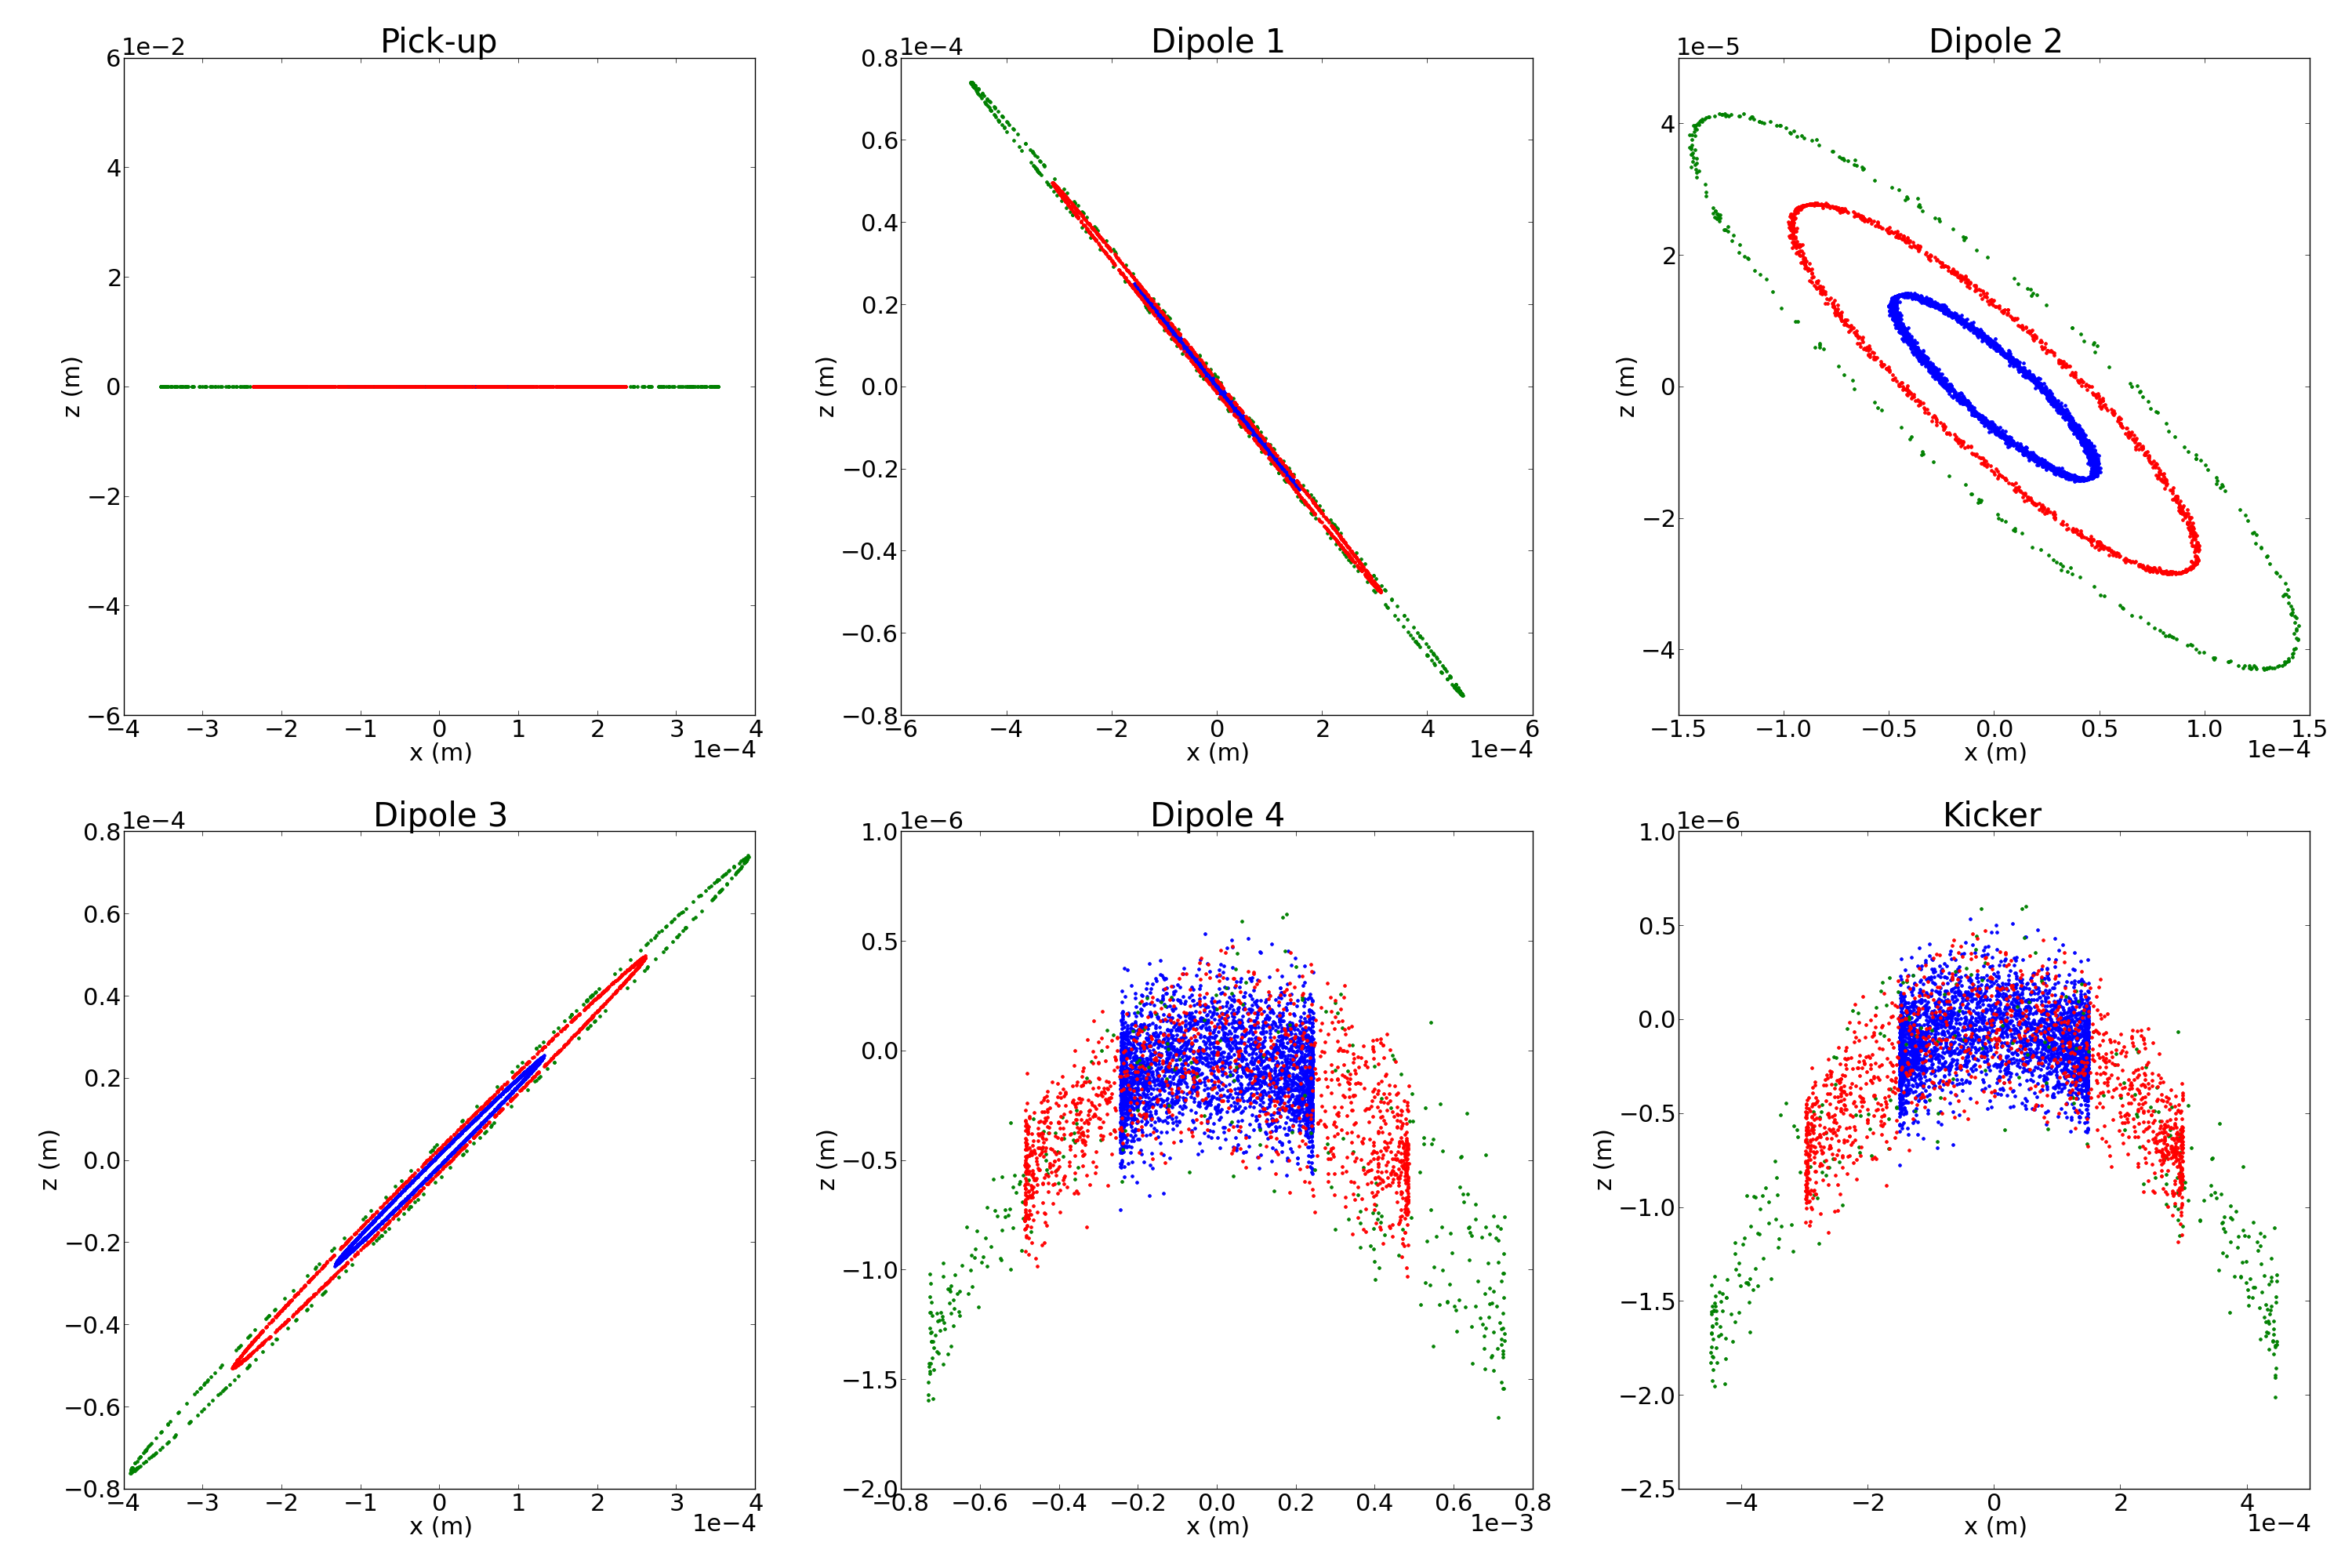 Pick-up
1e−2
6
4
2
0
−2
−4
−6
z (m)
−4 −3 −2 −1 0 1 2 3 4
x (m)
1e−4
Dipole 1
1e−4
0.8
0.6
0.4
0.2
0.0
−0.2
−0.4
−0.6
−0.8
z (m)
−6 −4 −2 0 2 4 6
x (m)
1e−4
Dipole 2
1e−5
4
2
0
−2
−4
z (m)
−1.5 −1.0 −0.5 0.0 0.5 1.0 1.5
x (m)
1e−4
Dipole 3
1e−4
0.8
0.6
0.4
0.2
0.0
−0.2
−0.4
−0.6
−0.8
z (m)
−4 −3 −2 −1 0 1 2 3 4
x (m)
1e−4
Dipole 4
1e−6
1.0
0.5
0.0
−0.5
−1.0
−1.5
−2.0
z (m)
−0.8 −0.6 −0.4 −0.2 0.0 0.2 0.4 0.6 0.8
x (m)
1e−3
Kicker
1e−6
1.0
0.5
0.0
−0.5
−1.0
−1.5
−2.0
−2.5
z (m)
−4 −2 0 2 4
x (m)
1e−4